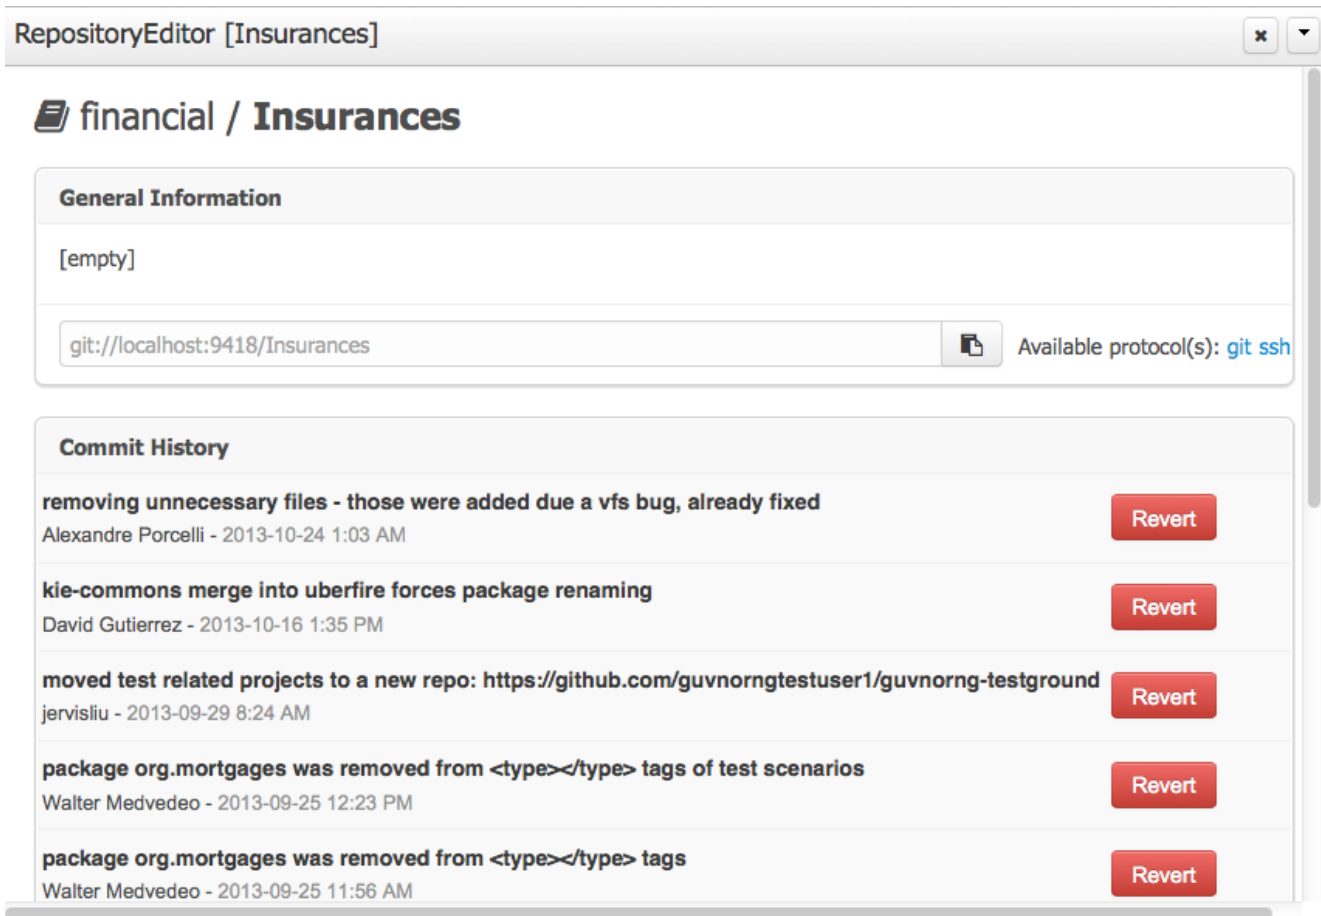 RepositoryEditor [Insurances]
financial / Insurances
General Information
[empty]
git://localhost:9418/Insurances
Available protocol(s): git ssh
Commit History
removing unnecessary files - those were added due a vfs bug, already fixed
Alexandre Porcelli - 2013-10-24 1:03 AM
Revert
kie-commons merge into uberfire forces package renaming
David Gutierrez - 2013-10-16 1:35 PM
Revert
moved test related projects to a new repo: https://github.com/guvnorngtestuser1/guvnorng-testground
jervisliu - 2013-09-29 8:24 AM
Revert
package org.mortgages was removed from <type></type> tags of test scenarios
Walter Medvedeo - 2013-09-25 12:23 PM
Revert
package org.mortgages was removed from <type></type> tags
Walter Medvedeo - 2013-09-25 11:56 AM
Revert